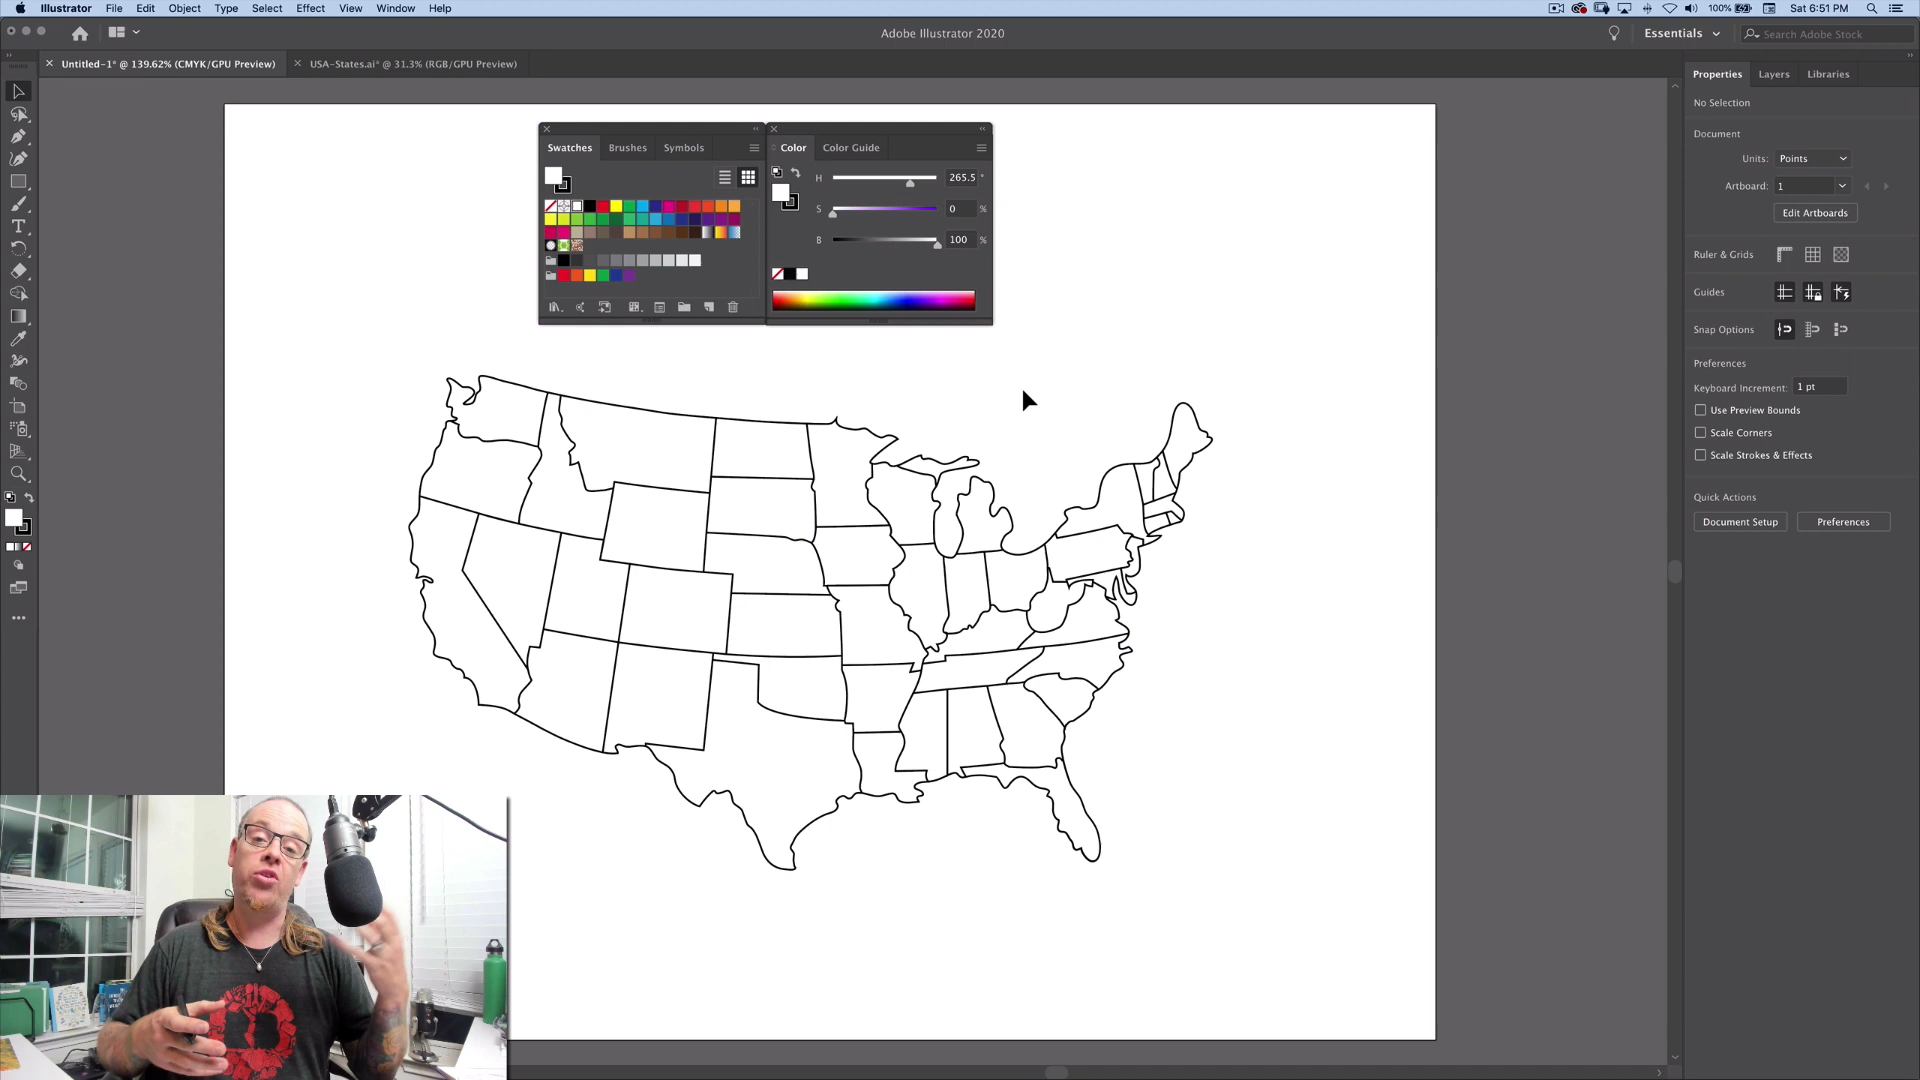 Illustrator File Edit Object Type Select Effect View Window Help
100% Sat 6:51 PM
Adobe Illustrator 2020
Essentials
Search Adobe Stock
Untitled-1* @ 139.62% (CMYK/GPU Preview)
USA-States.ai* @ 31.3% (RGB/GPU Preview)
Properties Layers Libraries
No Selection
Document
Units: Points
Artboard: 1
Edit Artboards
Ruler & Grids
Guides
Snap Options
Preferences
Keyboard Increment: 1 pt
Use Preview Bounds
Scale Corners
Scale Strokes & Effects
Quick Actions
Document Setup Preferences
Swatches Brushes Symbols
Color Color Guide
H 265.5 °
S 0 %
B 100 %